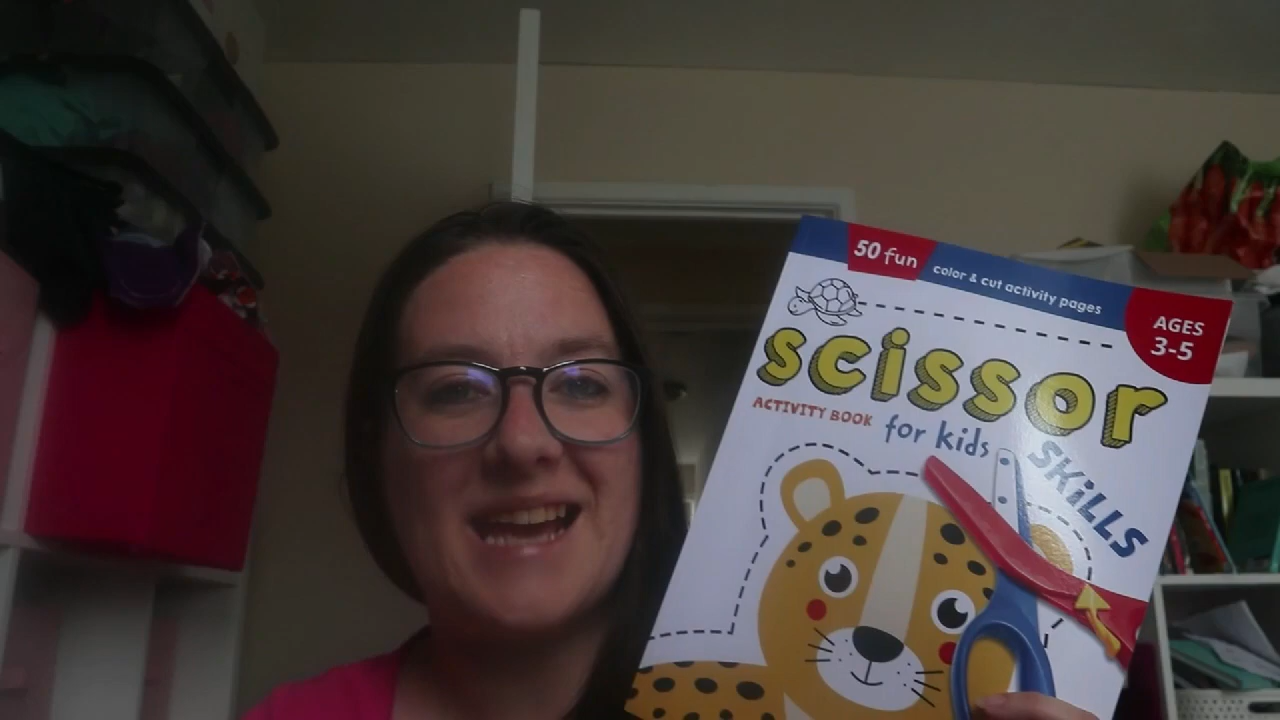 50 fun color & cut activity pages
AGES
3-5
scissor
ACTIVITY BOOK for kids
SKiLLS